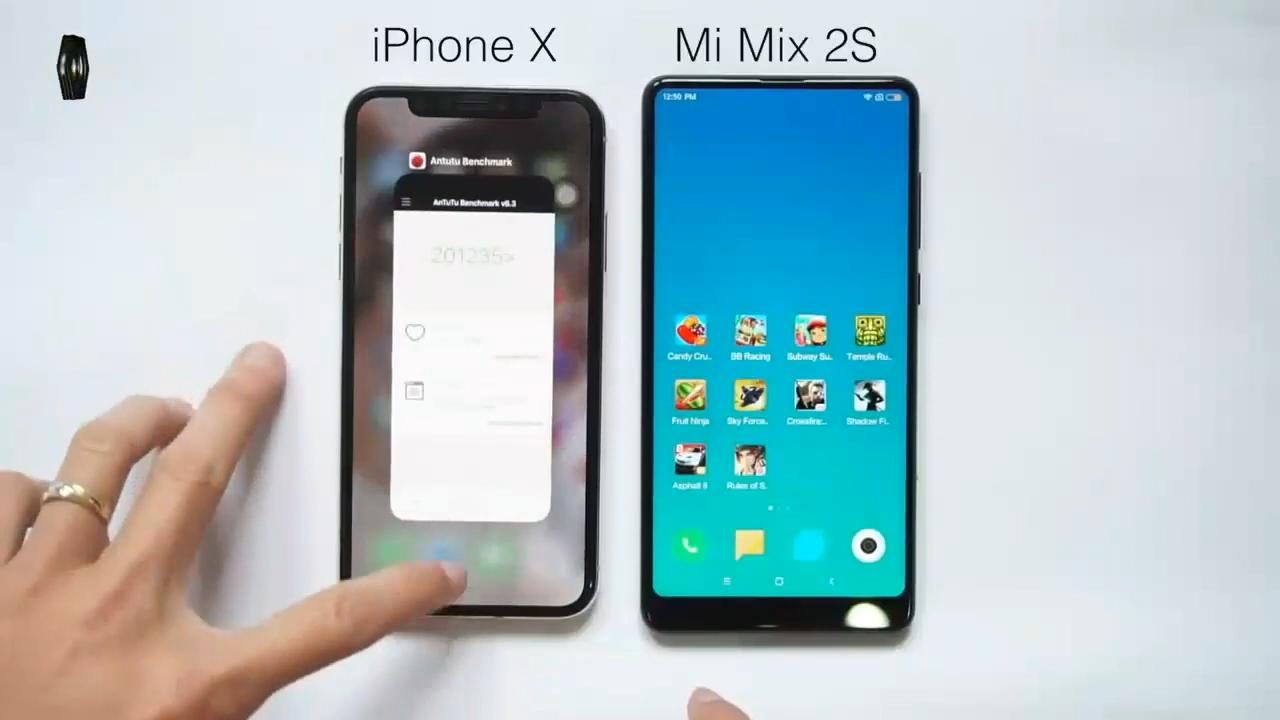 iPhone X
Mi Mix 2S
Antutu Benchmark
AnTuTu Benchmark v6.3
201235>
12:50 PM
Candy Cru..
BB Racing
Subway Su..
Temple Ru..
Fruit Ninja
Sky Force..
Crossfire:..
Shadow Fi..
Asphalt 8
Rules of S..